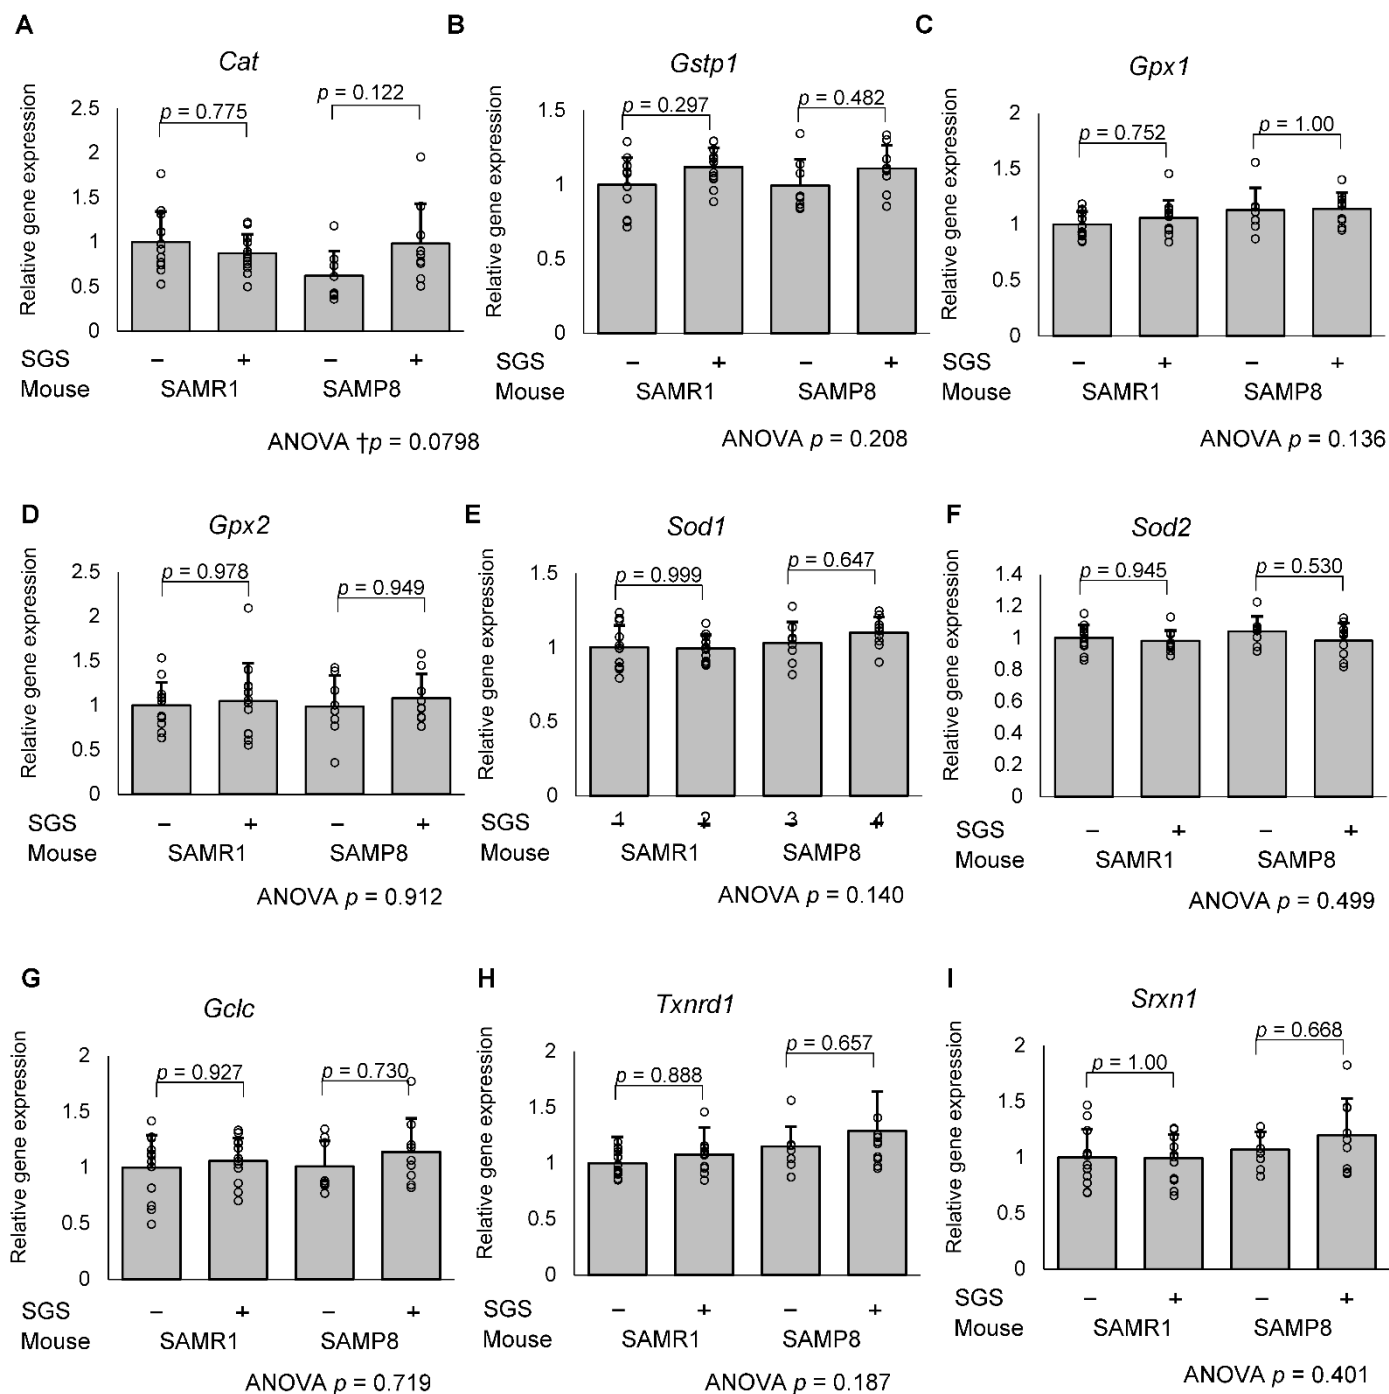 A
Cat
Relative gene expression
2.5
2
1.5
1
0.5
0
p = 0.775
p = 0.122
SGS – + – +
Mouse SAMR1 SAMP8
ANOVA †p = 0.0798
B
Gstp1
Relative gene expression
1.5
1
0.5
0
p = 0.297
p = 0.482
SGS – + – +
Mouse SAMR1 SAMP8
ANOVA p = 0.208
C
Gpx1
Relative gene expression
2
1.5
1
0.5
0
p = 0.752
p = 1.00
SGS – + – +
Mouse SAMR1 SAMP8
ANOVA p = 0.136
D
Gpx2
Relative gene expression
2.5
2
1.5
1
0.5
0
p = 0.978
p = 0.949
SGS – + – +
Mouse SAMR1 SAMP8
ANOVA p = 0.912
E
Sod1
Relative gene expression
1.5
1
0.5
0
p = 0.999
p = 0.647
1 2 3 4
SGS – + – +
Mouse SAMR1 SAMP8
ANOVA p = 0.140
F
Sod2
Relative gene expression
1.4
1.2
1
0.8
0.6
0.4
0.2
0
p = 0.945
p = 0.530
SGS – + – +
Mouse SAMR1 SAMP8
ANOVA p = 0.499
G
Gclc
Relative gene expression
2
1.5
1
0.5
0
p = 0.927
p = 0.730
SGS – + – +
Mouse SAMR1 SAMP8
ANOVA p = 0.719
H
Txnrd1
Relative gene expression
2
1.5
1
0.5
0
p = 0.888
p = 0.657
SGS – + – +
Mouse SAMR1 SAMP8
ANOVA p = 0.187
I
Srxn1
Relative gene expression
2
1.5
1
0.5
0
p = 1.00
p = 0.668
SGS – + – +
Mouse SAMR1 SAMP8
ANOVA p = 0.401